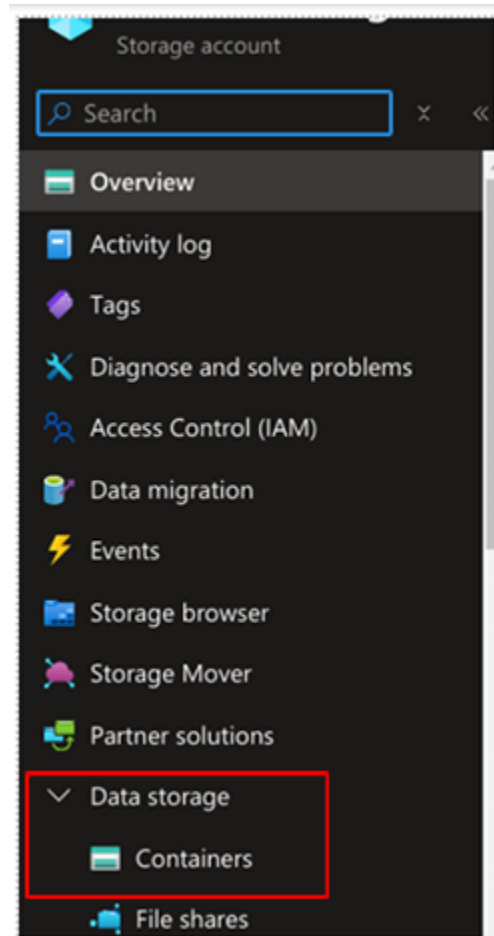 Storage account
Search
Overview
Activity log
Tags
Diagnose and solve problems
Access Control (IAM)
Data migration
Events
Storage browser
Storage Mover
Partner solutions
Data storage
Containers
File shares